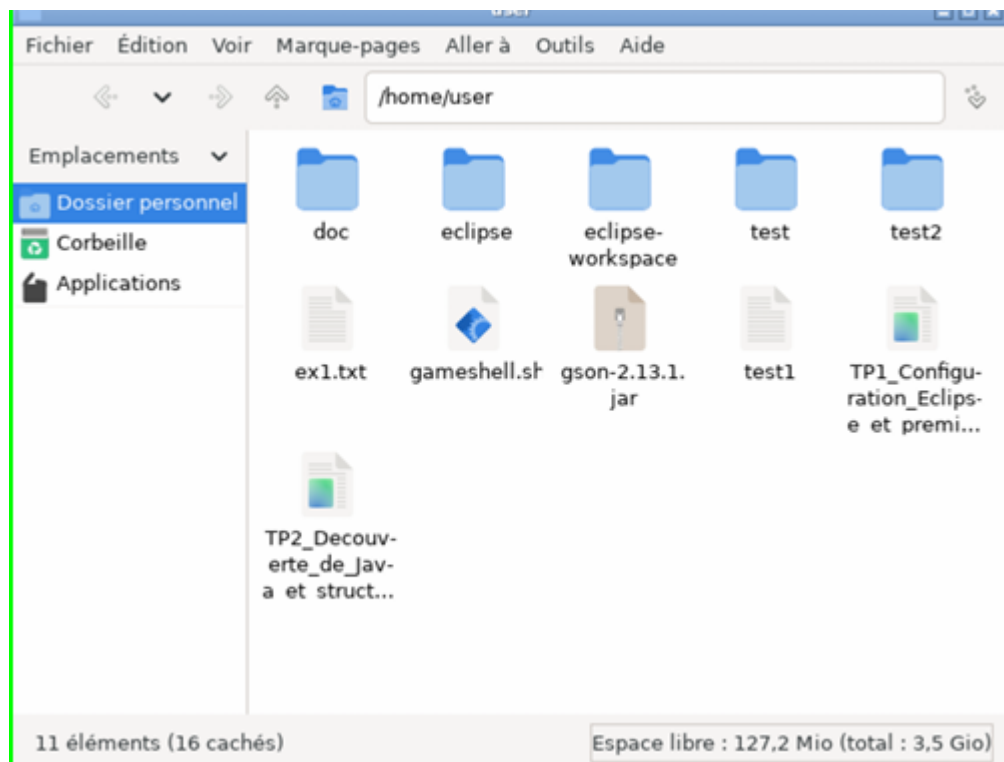 user
Fichier Édition Voir Marque-pages Aller à Outils Aide
/home/user
Emplacements
Dossier personnel
Corbeille
Applications
doc
eclipse
eclipse-
workspace
test
test2
ex1.txt
gameshell.sh
gson-2.13.1.
jar
test1
TP1_Configu-
ration_Eclips-
e et premi...
TP2_Decouv-
erte_de_Jav-
a et struct...
11 éléments (16 cachés)
Espace libre : 127,2 Mio (total : 3,5 Gio)